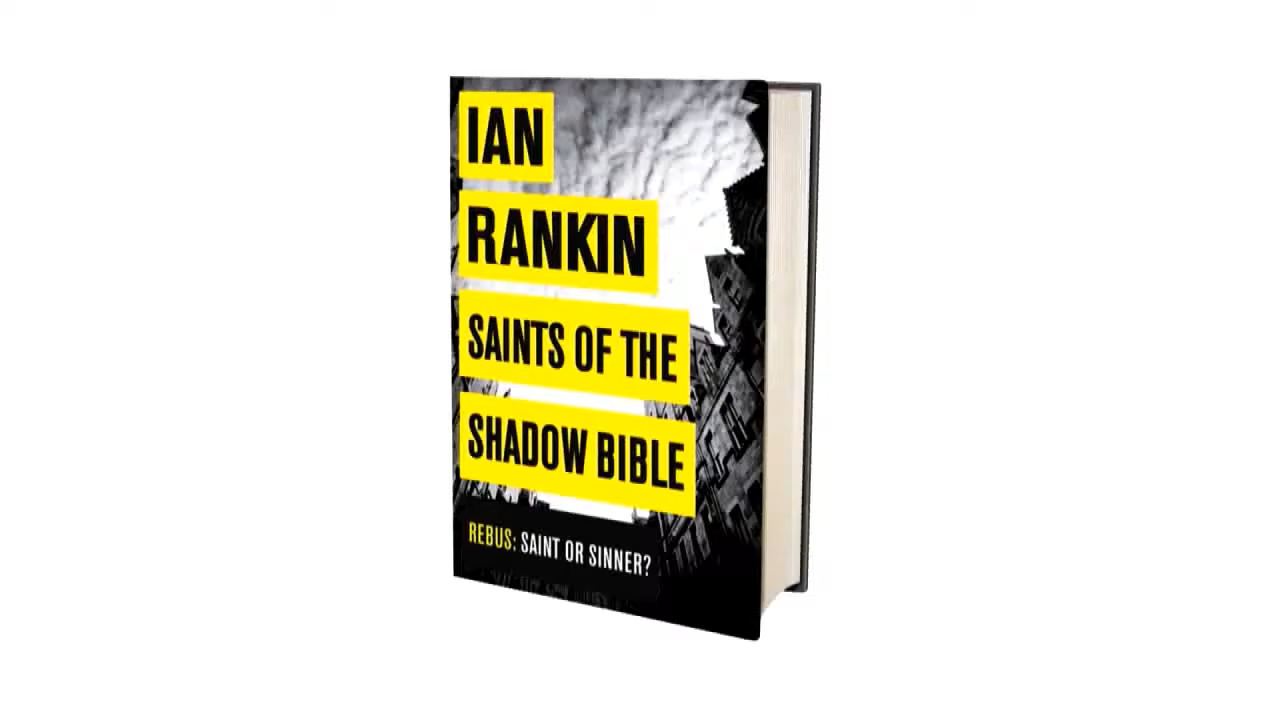 IAN
RANKIN
SAINTS OF THE
SHADOW BIBLE
REBUS: SAINT OR SINNER?